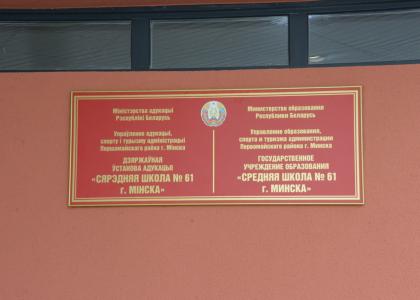 Міністэрства адукацыі
Рэспублікі Беларусь
Упраўленне адукацыі,
спорту і турызму адміністрацыі
Першамайскага раёна г. Мінска
ДЗЯРЖАЎНАЯ
ЎСТАНОВА АДУКАЦЫІ
«СЯРЭДНЯЯ ШКОЛА № 61
г. МІНСКА»
Министерство образования
Республики Беларусь
Управление образования,
спорта и туризма администрации
Первомайского района г. Минска
ГОСУДАРСТВЕННОЕ
УЧРЕЖДЕНИЕ ОБРАЗОВАНИЯ
«СРЕДНЯЯ ШКОЛА № 61
г. МИНСКА»